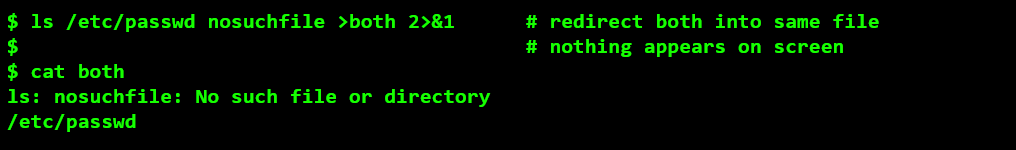 $ ls /etc/passwd nosuchfile >both 2>&1      # redirect both into same file
$                                           # nothing appears on screen
$ cat both
ls: nosuchfile: No such file or directory
/etc/passwd